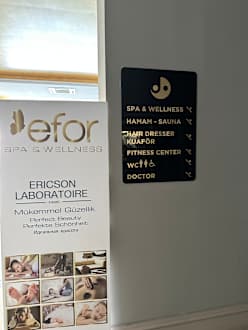 efor
SPA & WELLNESS
ERICSON
LABORATOIRE
Mükemmel Güzellik
Perfect Beauty
Perfekte Schönheit
SPA & WELLNESS
HAMAM - SAUNA
HAIR DRESSER
KUAFÖR
FITNESS CENTER
WC
DOCTOR